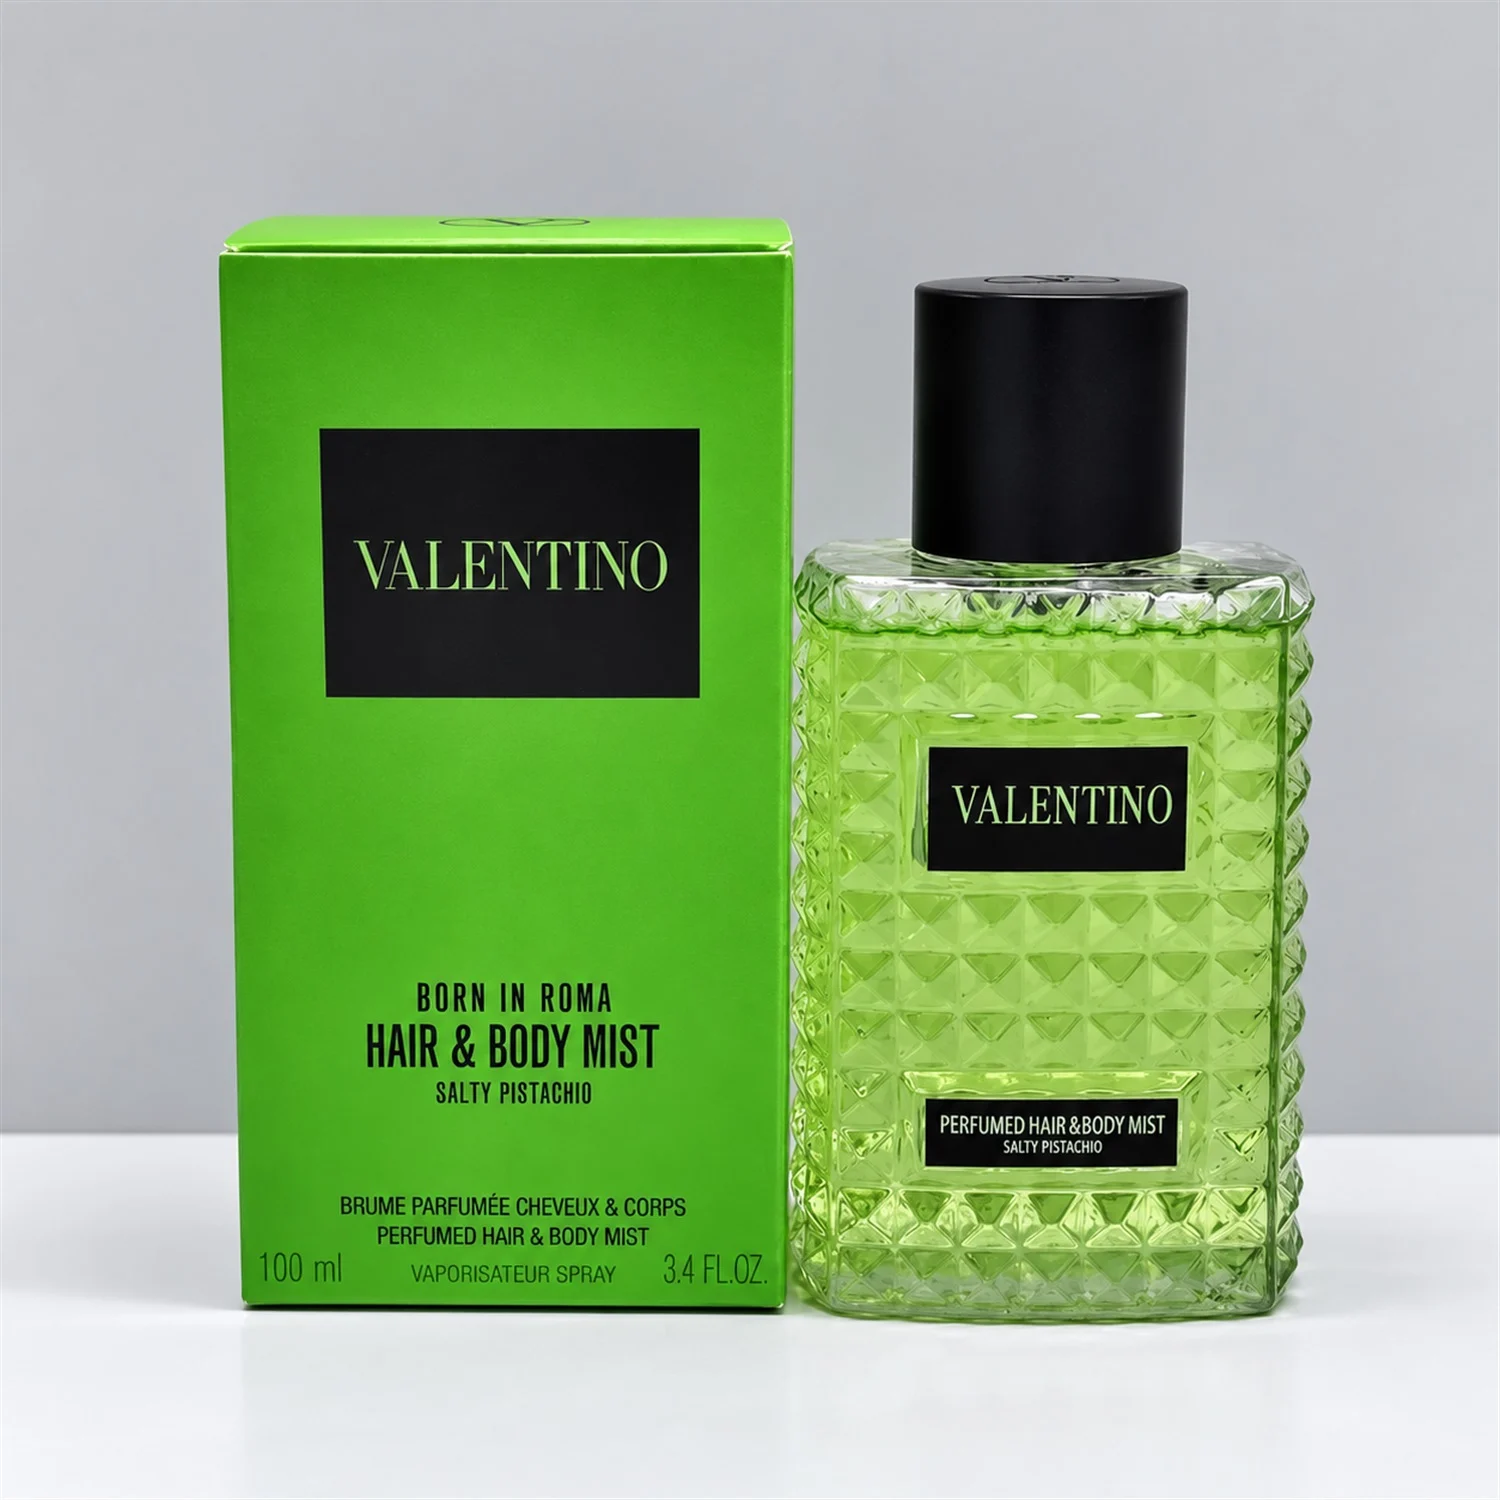 VALENTINO
BORN IN ROMA
HAIR & BODY MIST
SALTY PISTACHIO
BRUME PARFUMÉE CHEVEUX & CORPS
PERFUMED HAIR & BODY MIST
100 ml VAPORISATEUR SPRAY 3.4 FL.OZ.
VALENTINO
PERFUMED HAIR &BODY MIST
SALTY PISTACHIO